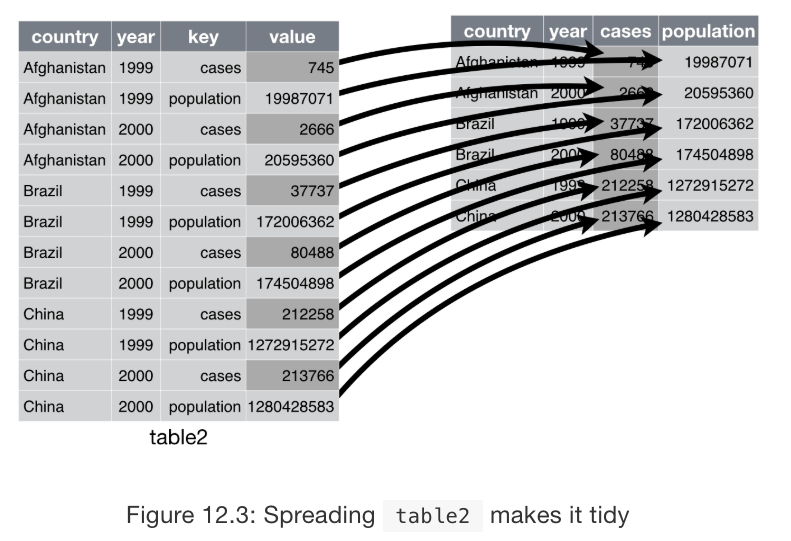 country year key value
Afghanistan 1999 cases 745
Afghanistan 1999 population 19987071
Afghanistan 2000 cases 2666
Afghanistan 2000 population 20595360
Brazil 1999 cases 37737
Brazil 1999 population 172006362
Brazil 2000 cases 80488
Brazil 2000 population 174504898
China 1999 cases 212258
China 1999 population 1272915272
China 2000 cases 213766
China 2000 population 1280428583
table2
country year cases population
Afghanistan 1999 745 19987071
Afghanistan 2000 2666 20595360
Brazil 1999 37737 172006362
Brazil 2000 80488 174504898
China 1999 212258 1272915272
China 2000 213766 1280428583
Figure 12.3: Spreading table2 makes it tidy